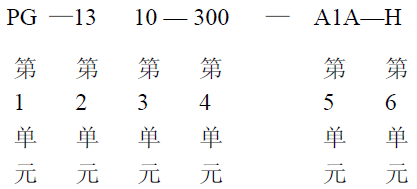 PG —13 10 — 300 — A1A—H
第 第 第 第 第 第
1 2 3 4 5 6
单 单 单 单 单 单
元 元 元 元 元 元